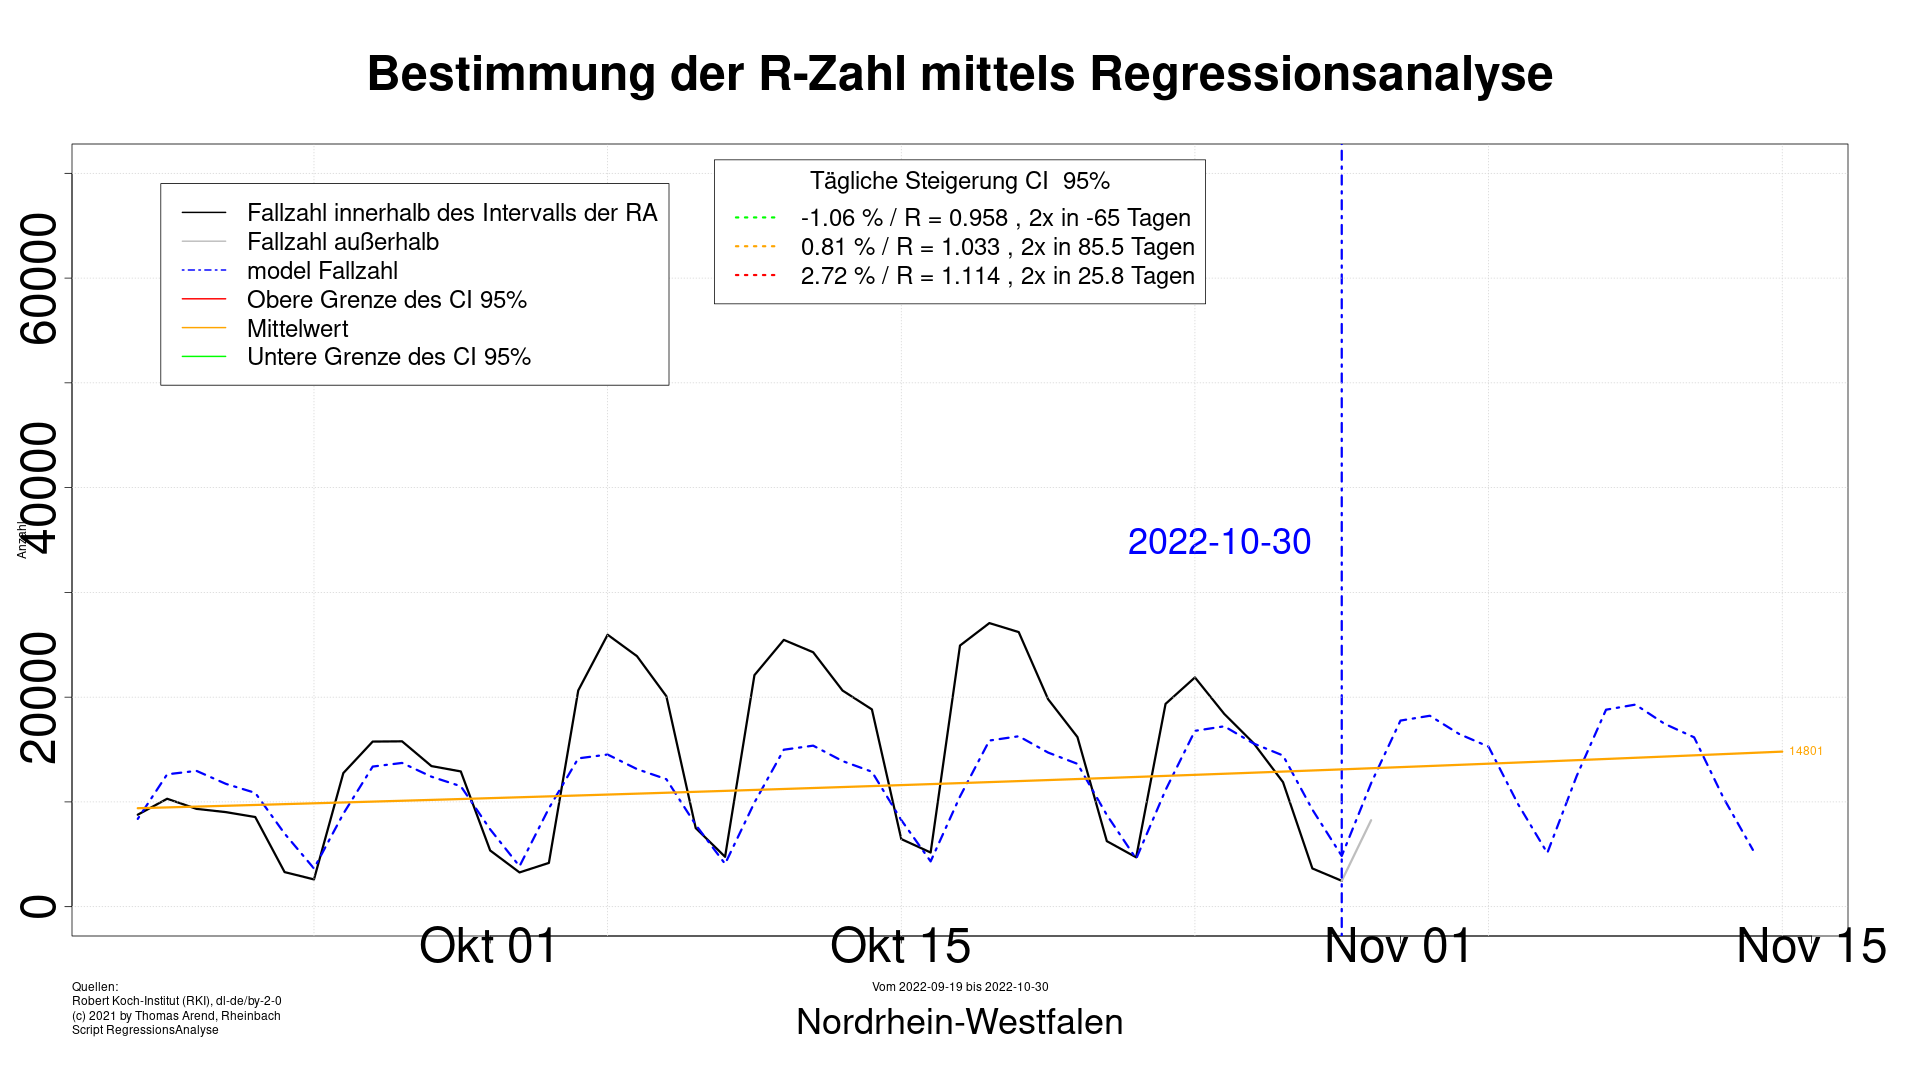 Bestimmung der R-Zahl mittels Regressionsanalyse
Fallzahl innerhalb des Intervalls der RA
Fallzahl außerhalb
model Fallzahl
Obere Grenze des CI 95%
Mittelwert
Untere Grenze des CI 95%
Tägliche Steigerung CI  95%
-1.06 % / R = 0.958 , 2x in -65 Tagen
0.81 % / R = 1.033 , 2x in 85.5 Tagen
2.72 % / R = 1.114 , 2x in 25.8 Tagen
60000
40000
20000
0
Anzahl
2022-10-30
14801
Okt 01
Okt 15
Nov 01
Nov 15
Quellen:
Robert Koch-Institut (RKI), dl-de/by-2-0
(c) 2021 by Thomas Arend, Rheinbach
Script RegressionsAnalyse
Vom 2022-09-19 bis 2022-10-30
Nordrhein-Westfalen